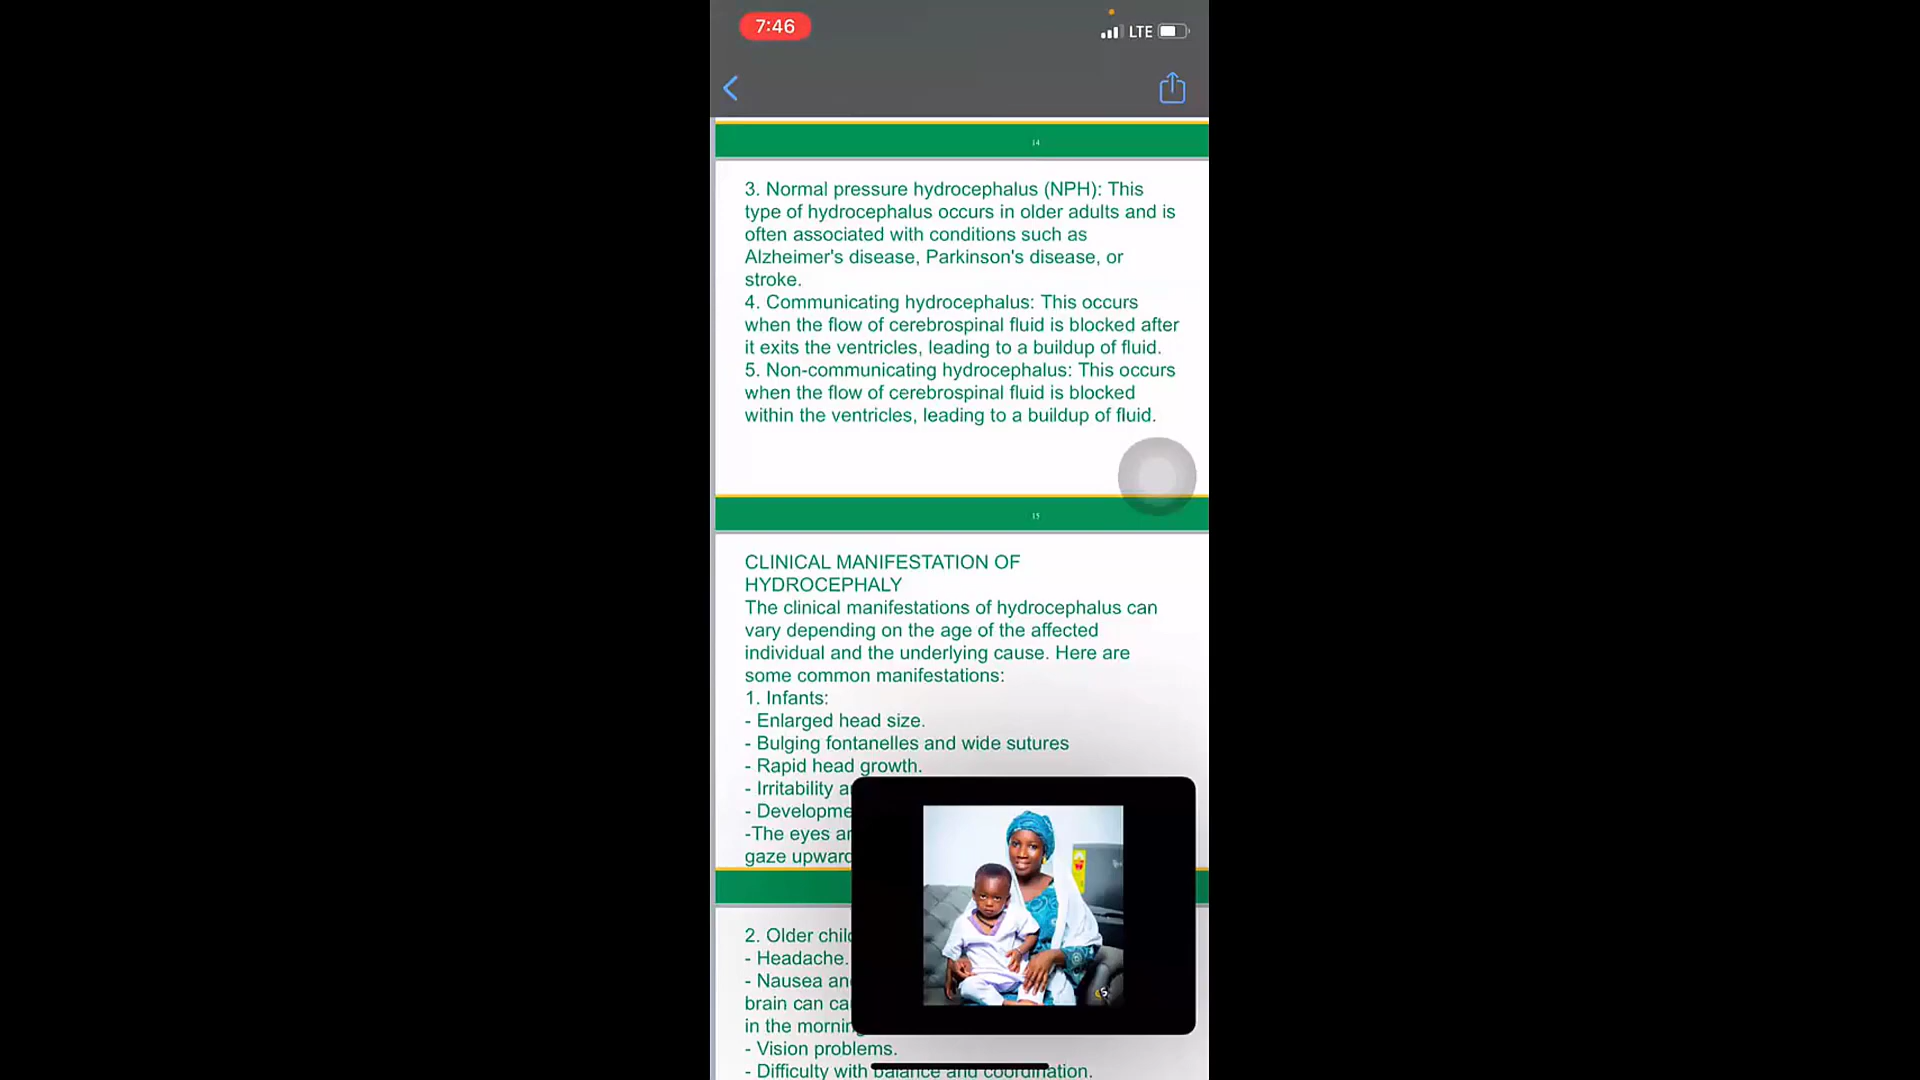 7:46
LTE
14
3. Normal pressure hydrocephalus (NPH): This
type of hydrocephalus occurs in older adults and is
often associated with conditions such as
Alzheimer's disease, Parkinson's disease, or
stroke.
4. Communicating hydrocephalus: This occurs
when the flow of cerebrospinal fluid is blocked after
it exits the ventricles, leading to a buildup of fluid.
5. Non-communicating hydrocephalus: This occurs
when the flow of cerebrospinal fluid is blocked
within the ventricles, leading to a buildup of fluid.
15
CLINICAL MANIFESTATION OF
HYDROCEPHALY
The clinical manifestations of hydrocephalus can
vary depending on the age of the affected
individual and the underlying cause. Here are
some common manifestations:
1. Infants:
- Enlarged head size.
- Bulging fontanelles and wide sutures
- Rapid head growth.
- Irritability
-The eyes
gaze
2. Older
- Headache.
- Nausea
brain can
in the
- Vision problems.
- Difficulty with balance and coordination.